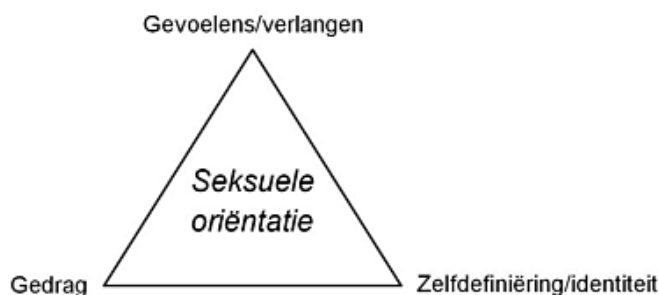 Gevoelens/verlangen
Seksuele
oriëntatie
Gedrag
Zelfdefiniëring/identiteit